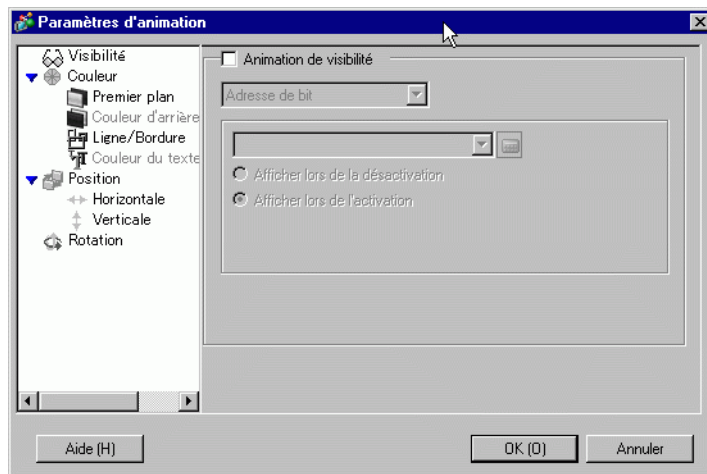 Paramètres d'animation
Visibilité
Couleur
Premier plan
Couleur d'arrière
Ligne/Bordure
Couleur du texte
Position
Horizontale
Verticale
Rotation
Animation de visibilité
Adresse de bit
Afficher lors de la désactivation
Afficher lors de l'activation
Aide (H)
OK (O)
Annuler